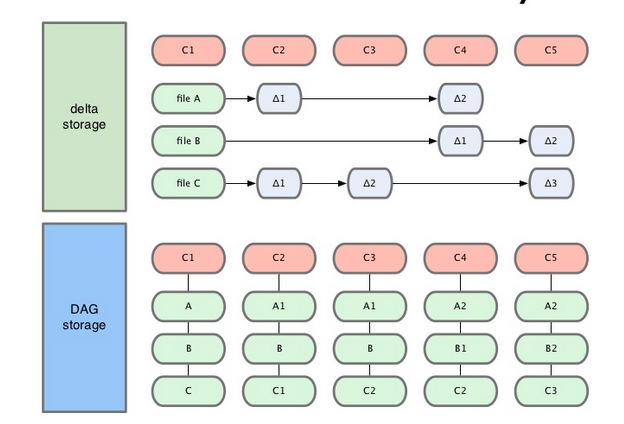 delta
storage
C1 C2 C3 C4 C5
file A Δ1 Δ2
file B Δ1 Δ2
file C Δ1 Δ2 Δ3
DAG
storage
C1 C2 C3 C4 C5
A A1 A1 A2 A2
B B B B1 B2
C C1 C2 C2 C3